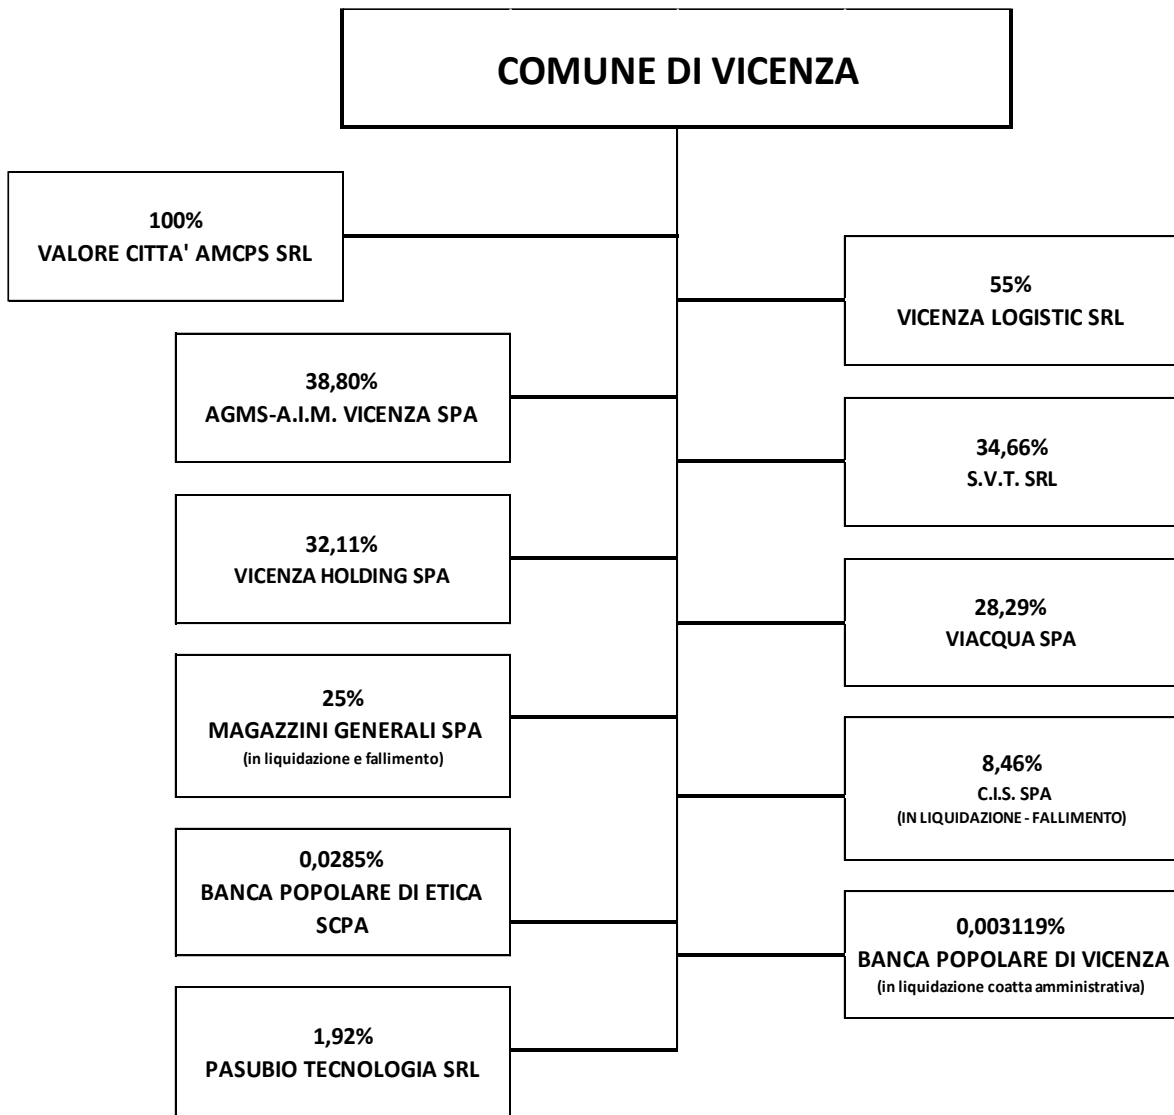 COMUNE DI VICENZA
100%
VALORE CITTA' AMCPS SRL
55%
VICENZA LOGISTIC SRL
38,80%
AGMS-A.I.M. VICENZA SPA
34,66%
S.V.T. SRL
32,11%
VICENZA HOLDING SPA
28,29%
VIACQUA SPA
25%
MAGAZZINI GENERALI SPA
(in liquidazione e fallimento)
8,46%
C.I.S. SPA
(IN LIQUIDAZIONE - FALLIMENTO)
0,0285%
BANCA POPOLARE DI ETICA
SCPA
0,003119%
BANCA POPOLARE DI VICENZA
(in liquidazione coatta amministrativa)
1,92%
PASUBIO TECNOLOGIA SRL